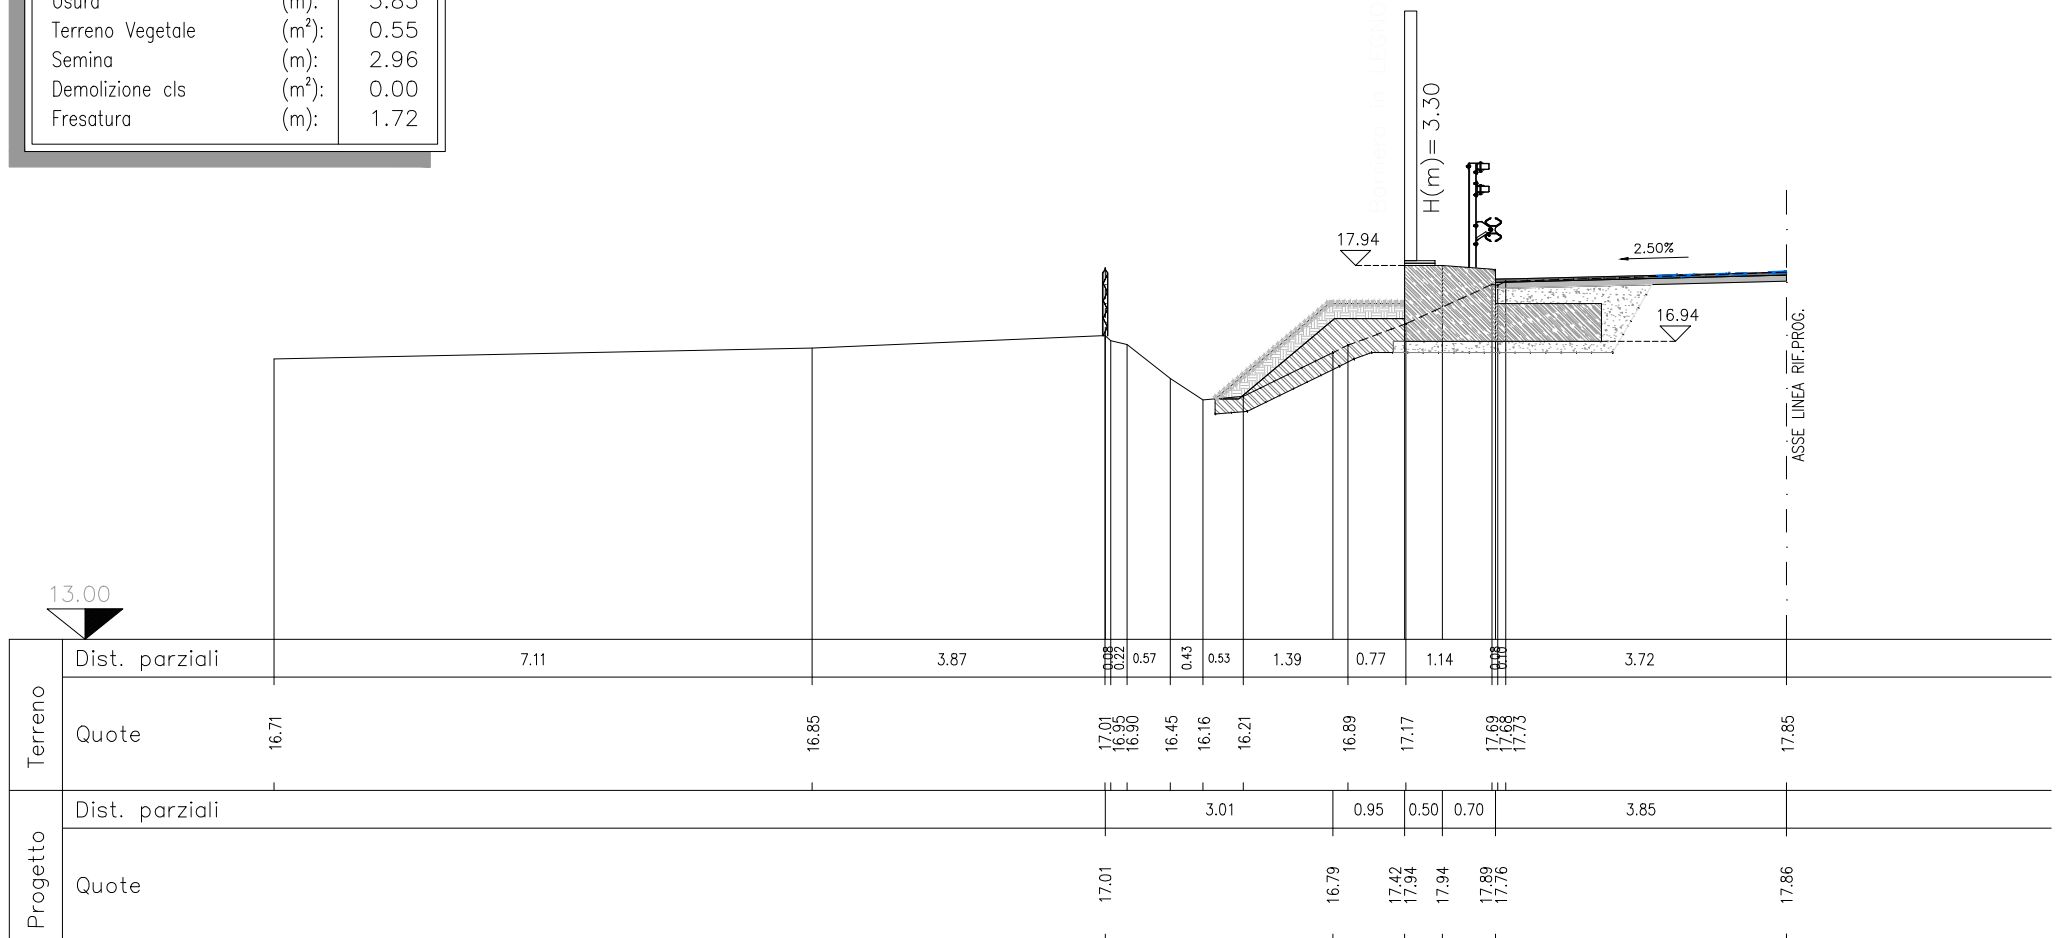 Usura (m): 3.85
Terreno Vegetale (m²): 0.55
Semina (m): 2.96
Demolizione cls (m²): 0.00
Fresatura (m): 1.72
H(m)= 3.30
17.94
2.50%
16.94
ASSE LINEA RIF.PROG.
13.00
Terreno
Dist. parziali 7.11 3.87 0.08 0.22 0.57 0.43 0.53 1.39 0.77 1.14 0.08 0.10 3.72
Quote 16.71 16.85 17.01 16.95 16.90 16.45 16.16 16.21 16.89 17.17 17.69 17.68 17.73 17.85
Progetto
Dist. parziali 3.01 0.95 0.50 0.70 3.85
Quote 17.01 16.79 17.42 17.94 17.94 17.89 17.76 17.86